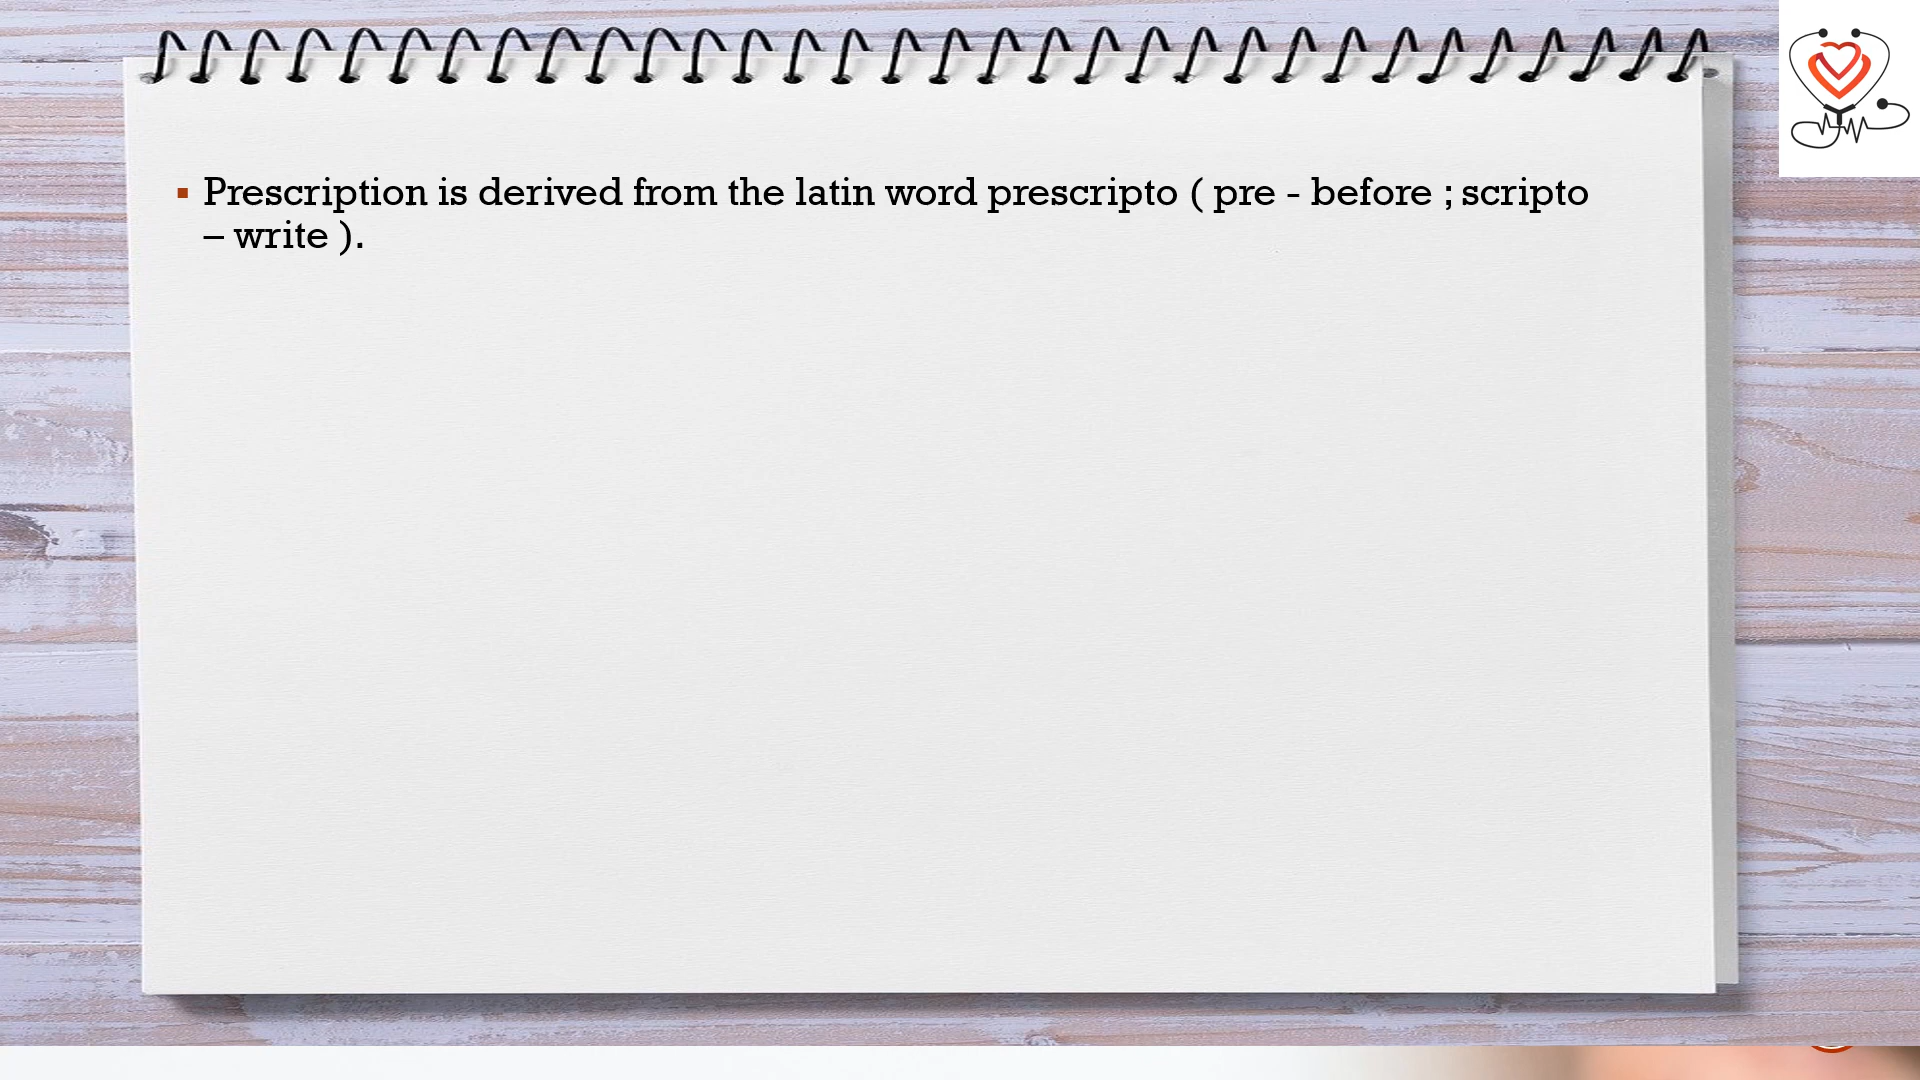 Prescription is derived from the latin word prescripto ( pre - before ; scripto
– write ).